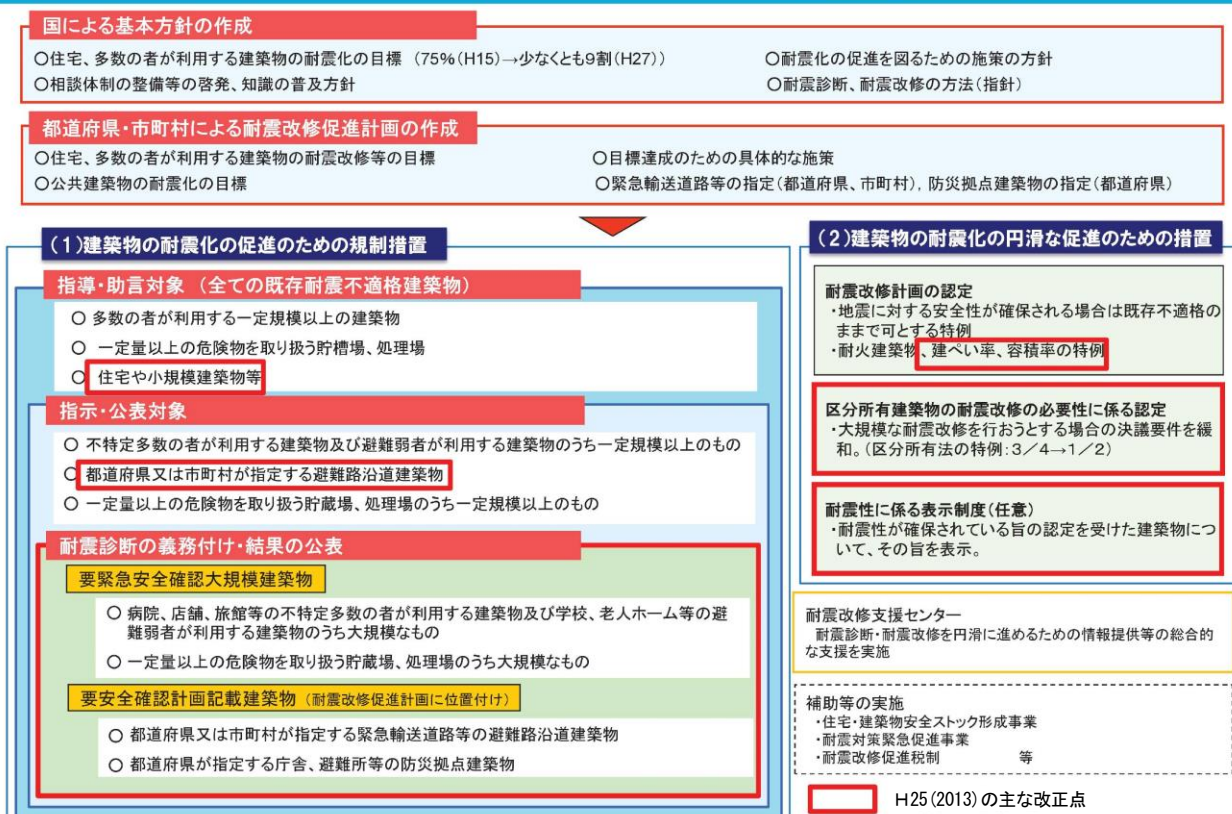 国による基本方針の作成
〇住宅、多数の者が利用する建築物の耐震化の目標 (75%(H15)→少なくとも9割(H27))
〇耐震化の促進を図るための施策の方針
〇相談体制の整備等の啓発、知識の普及方針
〇耐震診断、耐震改修の方法(指針)
都道府県・市町村による耐震改修促進計画の作成
〇住宅、多数の者が利用する建築物の耐震改修等の目標
〇目標達成のための具体的な施策
〇公共建築物の耐震化の目標
〇緊急輸送道路等の指定(都道府県、市町村), 防災拠点建築物の指定(都道府県)
(1)建築物の耐震化の促進のための規制措置
指導・助言対象 (全ての既存耐震不適格建築物)
〇 多数の者が利用する一定規模以上の建築物
〇 一定量以上の危険物を取り扱う貯槽場、処理場
〇 住宅や小規模建築物等
指示・公表対象
〇 不特定多数の者が利用する建築物及び避難弱者が利用する建築物のうち一定規模以上のもの
〇 都道府県又は市町村が指定する避難路沿道建築物
〇 一定量以上の危険物を取り扱う貯蔵場、処理場のうち一定規模以上のもの
耐震診断の義務付け・結果の公表
要緊急安全確認大規模建築物
〇 病院、店舗、旅館等の不特定多数の者が利用する建築物及び学校、老人ホーム等の避
難弱者が利用する建築物のうち大規模なもの
〇 一定量以上の危険物を取り扱う貯蔵場、処理場のうち大規模なもの
要安全確認計画記載建築物 (耐震改修促進計画に位置付け)
〇 都道府県又は市町村が指定する緊急輸送道路等の避難路沿道建築物
〇 都道府県が指定する庁舎、避難所等の防災拠点建築物
(2)建築物の耐震化の円滑な促進のための措置
耐震改修計画の認定
・地震に対する安全性が確保される場合は既存不適格の
ままで可とする特例
・耐火建築物、建ぺい率、容積率の特例
区分所有建築物の耐震改修の必要性に係る認定
・大規模な耐震改修を行おうとする場合の決議要件を緩
和。(区分所有法の特例:3/4→1/2)
耐震性に係る表示制度(任意)
・耐震性が確保されている旨の認定を受けた建築物につ
いて、その旨を表示。
耐震改修支援センター
耐震診断・耐震改修を円滑に進めるための情報提供等の総合的
な支援を実施
補助等の実施
・住宅・建築物安全ストック形成事業
・耐震対策緊急促進事業
・耐震改修促進税制 等
H25(2013)の主な改正点